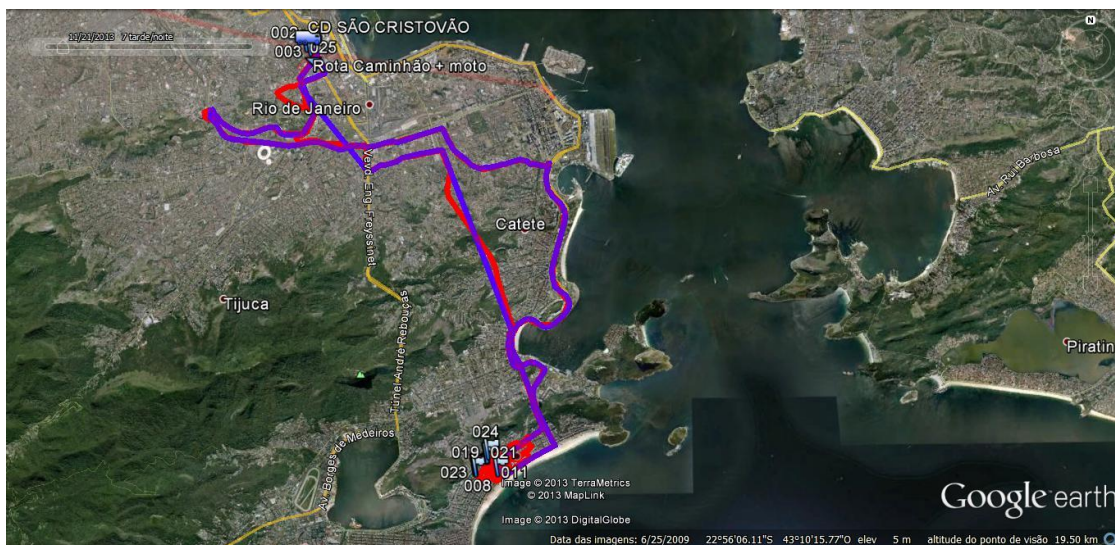 11/21/2013 7 tarde/noite
N
002
CD SÃO CRISTOVÃO
003
025
Rota Caminhão + moto
Rio de Janeiro
Vevd. Eng. Freyssinet
Av. Rui Barbosa
Catete
Tijuca
Túnel André Rebouças
Piratin
Av. Borges de Medeiros
024
019
021
023
011
008
Image © 2013 TerraMetrics
© 2013 MapLink
Image © 2013 DigitalGlobe
Google earth
Data das imagens: 6/25/2009 22°56'06.11"S 43°10'15.77"O elev 5 m altitude do ponto de visão 19.50 km